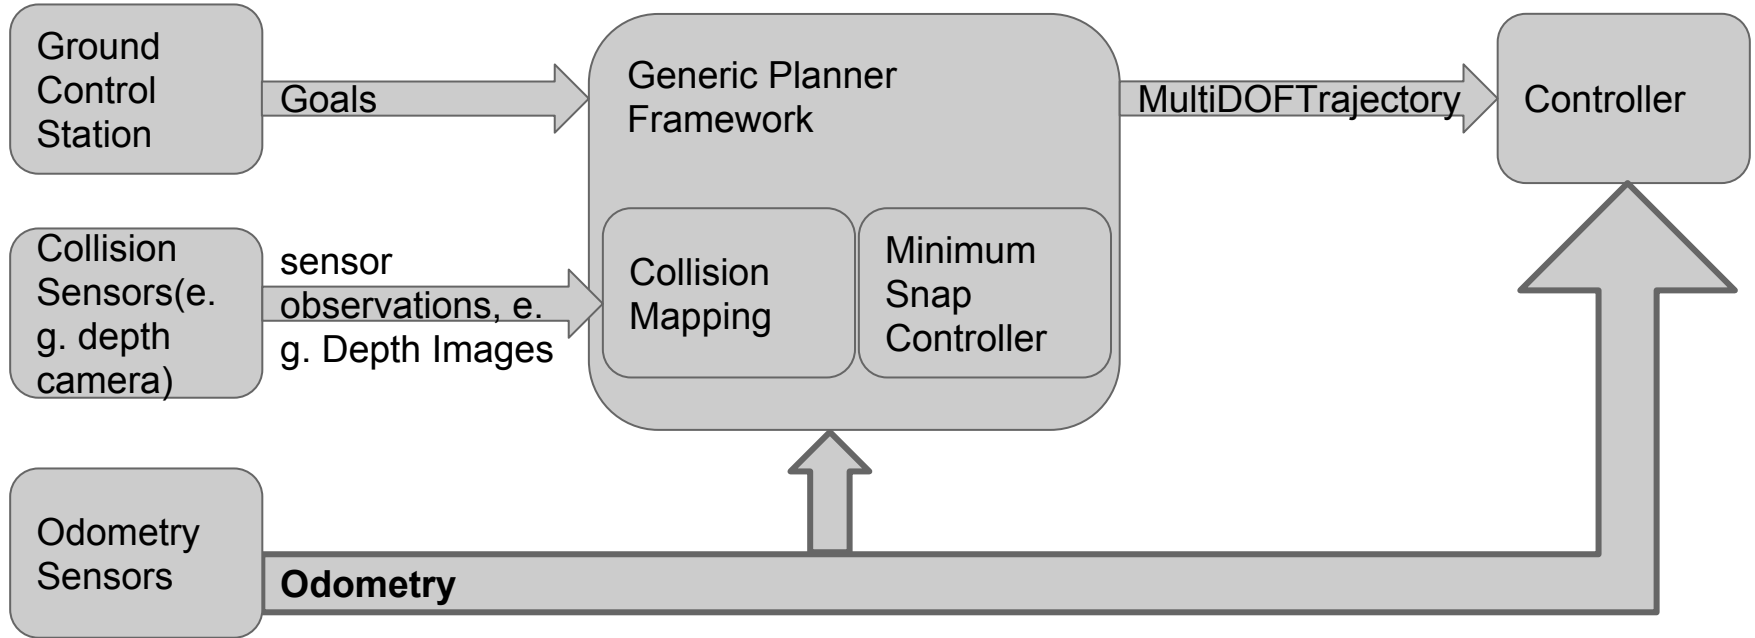 Ground
Control
Station
Goals
Generic Planner
Framework
MultiDOFTrajectory
Controller
Collision
Sensors(e.
g. depth
camera)
sensor
observations, e.
g. Depth Images
Collision
Mapping
Minimum
Snap
Controller
Odometry
Sensors
Odometry